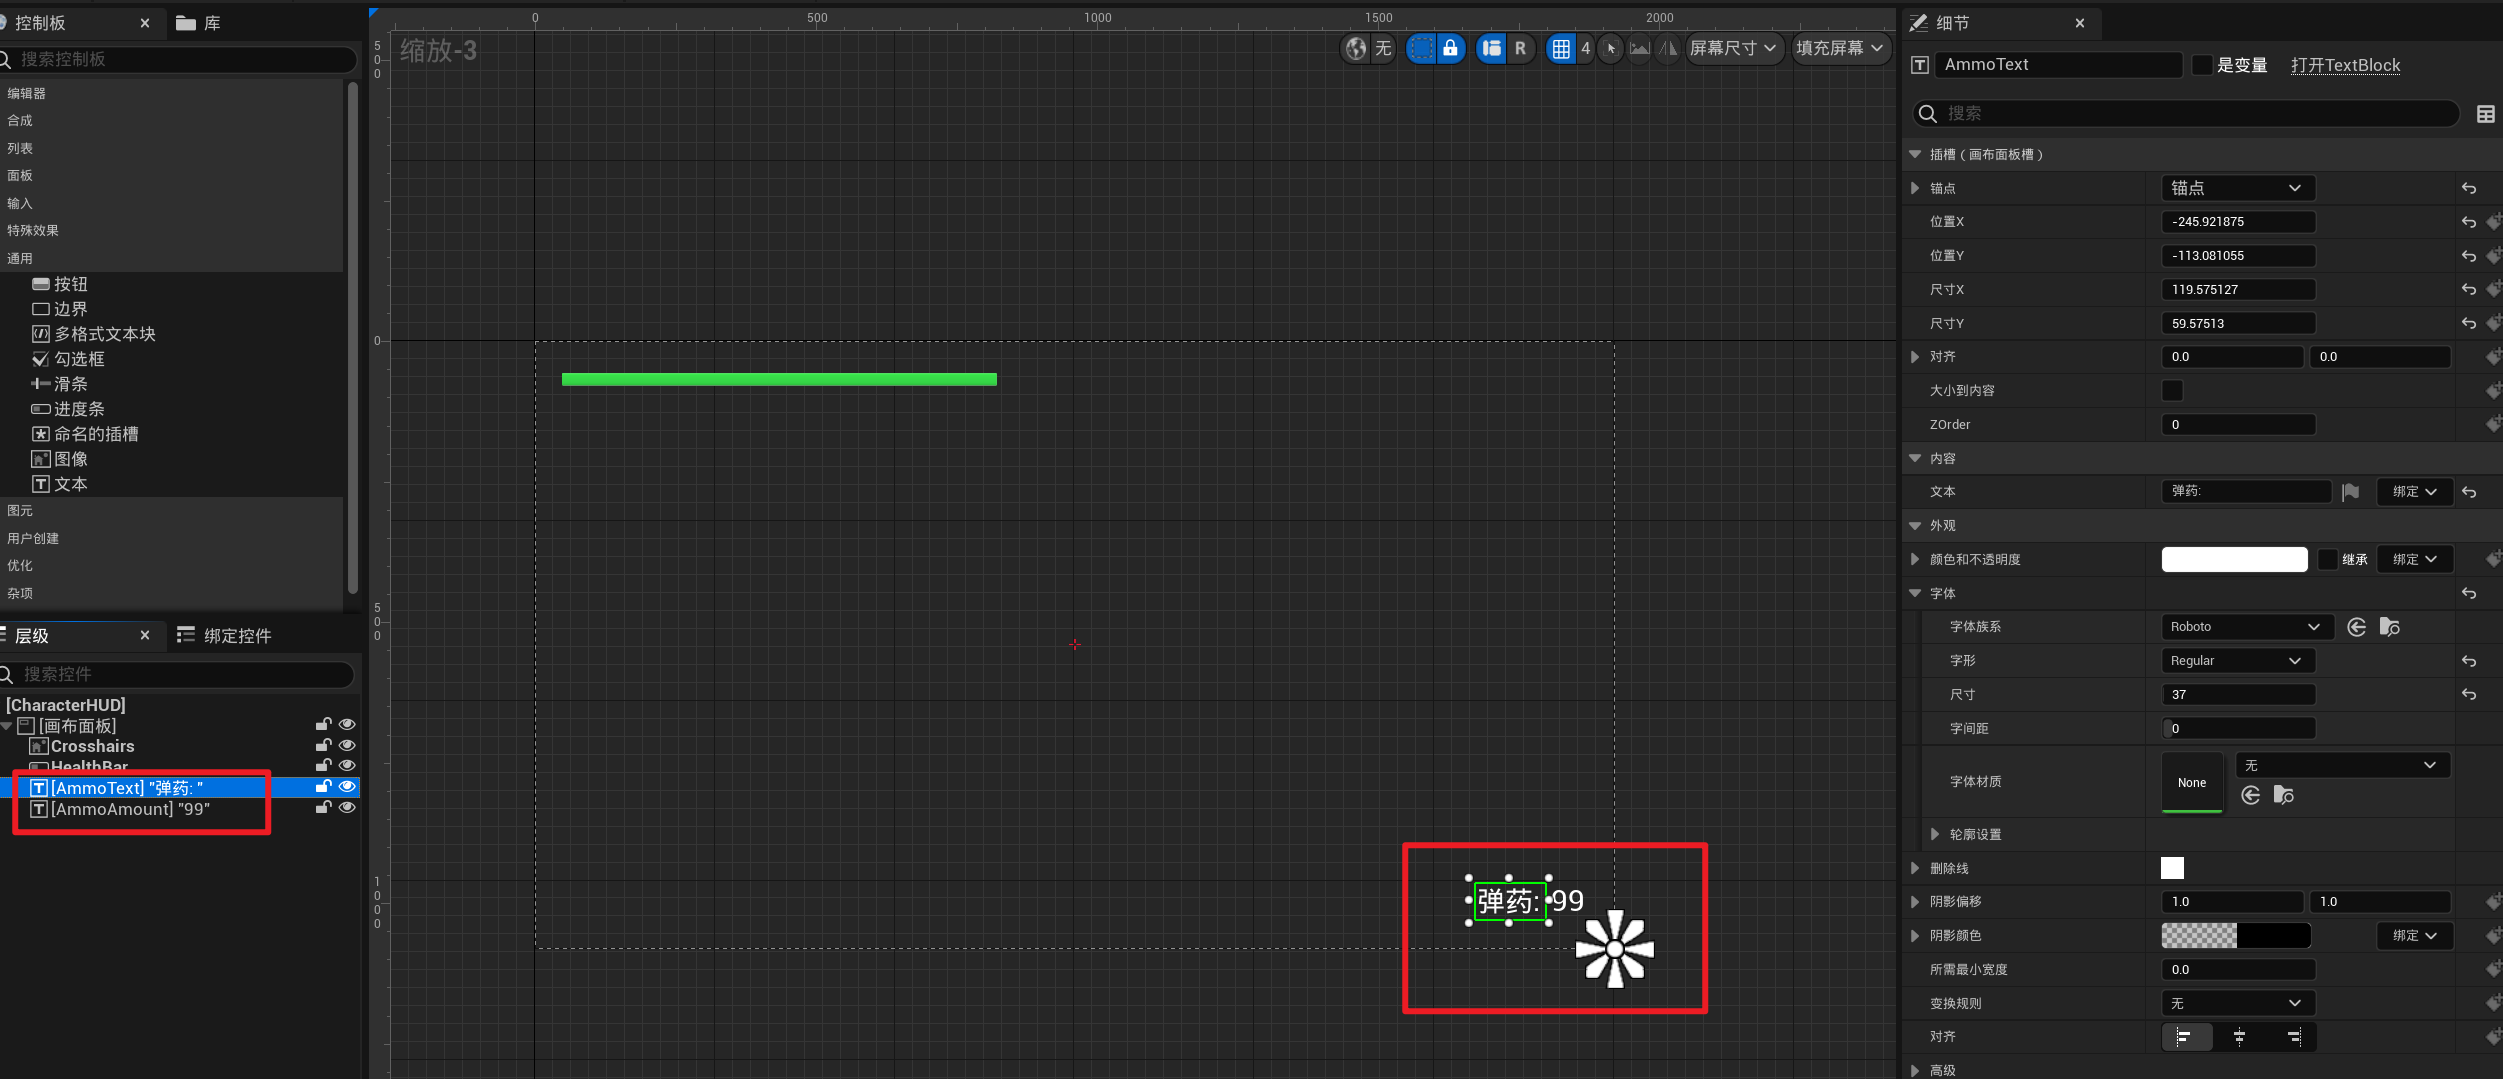 控制板
库
搜索控制板
编辑器
合成
列表
面板
输入
特殊效果
通用
按钮
边界
多格式文本块
勾选框
滑条
进度条
命名的插槽
图像
文本
图元
用户创建
优化
杂项
层级
绑定控件
搜索控件
[CharacterHUD]
[画布面板]
Crosshairs
HealthBar
[AmmoText] "弹药: "
[AmmoAmount] "99"
0
500
1000
1500
2000
500
0
500
1000
缩放-3
无
R
4
屏幕尺寸
填充屏幕
弹药: 99
细节
AmmoText
是变量
打开TextBlock
搜索
插槽（画布面板槽）
锚点
锚点
位置X
-245.921875
位置Y
-113.081055
尺寸X
119.575127
尺寸Y
59.57513
对齐
0.0
0.0
大小到内容
ZOrder
0
内容
文本
弹药:
绑定
外观
颜色和不透明度
继承
绑定
字体
字体族系
Roboto
字形
Regular
尺寸
37
字间距
0
字体材质
None
无
轮廓设置
删除线
阴影偏移
1.0
1.0
阴影颜色
绑定
所需最小宽度
0.0
变换规则
无
对齐
高级